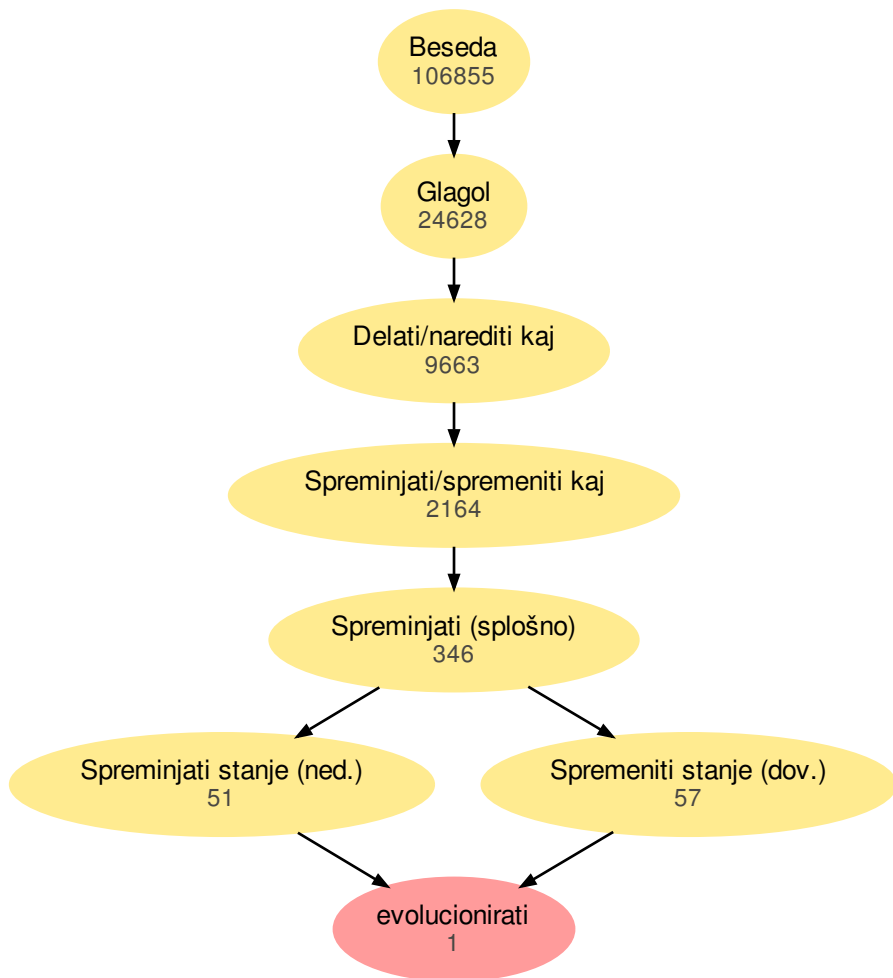 Beseda
106855
Glagol
24628
Delati/narediti kaj
9663
Spreminjati/spremeniti kaj
2164
Spreminjati (splošno)
346
Spreminjati stanje (ned.)
51
Spremeniti stanje (dov.)
57
evolucionirati
1